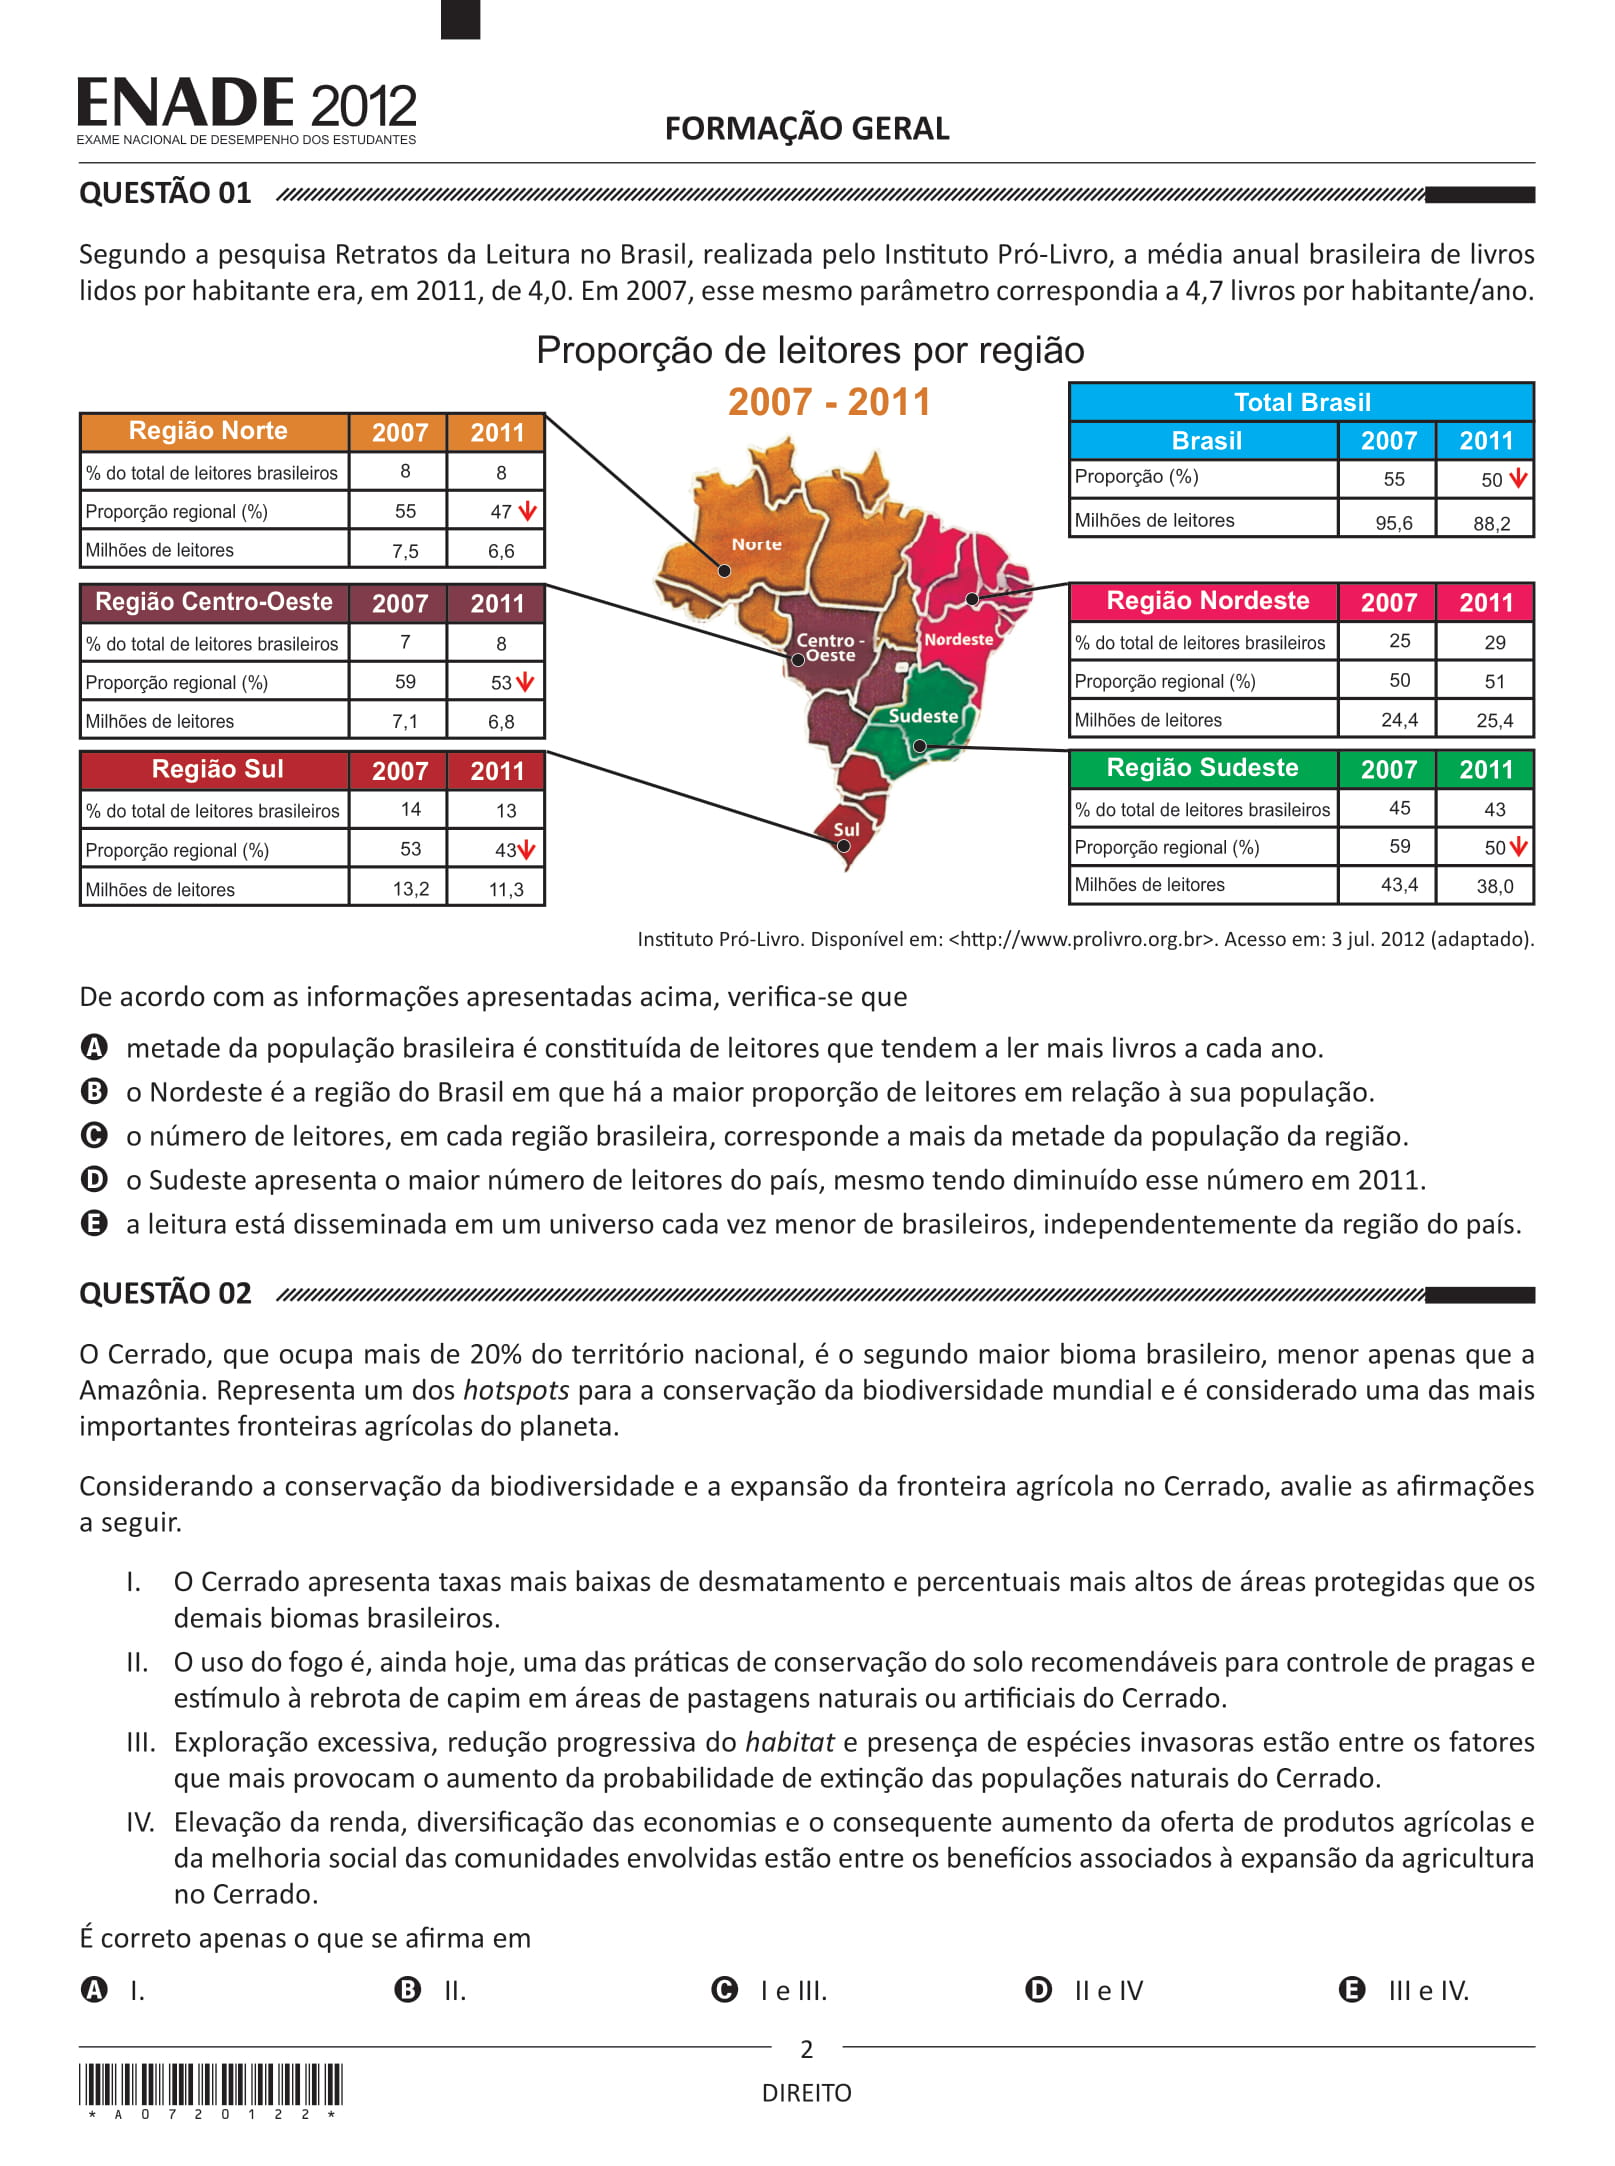 ENADE 2012
EXAME NACIONAL DE DESEMPENHO DOS ESTUDANTES
FORMAÇÃO GERAL
QUESTÃO 01
Segundo a pesquisa Retratos da Leitura no Brasil, realizada pelo Instituto Pró-Livro, a média anual brasileira de livros
lidos por habitante era, em 2011, de 4,0. Em 2007, esse mesmo parâmetro correspondia a 4,7 livros por habitante/ano.
Proporção de leitores por região
2007 - 2011
Região Norte 2007 2011
% do total de leitores brasileiros 8 8
Proporção regional (%) 55 47
Milhões de leitores 7,5 6,6
Região Centro-Oeste 2007 2011
% do total de leitores brasileiros 7 8
Proporção regional (%) 59 53
Milhões de leitores 7,1 6,8
Região Sul 2007 2011
% do total de leitores brasileiros 14 13
Proporção regional (%) 53 43
Milhões de leitores 13,2 11,3
Norte
Centro -
Oeste
Nordeste
Sudeste
Sul
Total Brasil
Brasil 2007 2011
Proporção (%) 55 50
Milhões de leitores 95,6 88,2
Região Nordeste 2007 2011
% do total de leitores brasileiros 25 29
Proporção regional (%) 50 51
Milhões de leitores 24,4 25,4
Região Sudeste 2007 2011
% do total de leitores brasileiros 45 43
Proporção regional (%) 59 50
Milhões de leitores 43,4 38,0
Instituto Pró-Livro. Disponível em: <http://www.prolivro.org.br>. Acesso em: 3 jul. 2012 (adaptado).
De acordo com as informações apresentadas acima, verifica-se que
A metade da população brasileira é constituída de leitores que tendem a ler mais livros a cada ano.
B o Nordeste é a região do Brasil em que há a maior proporção de leitores em relação à sua população.
C o número de leitores, em cada região brasileira, corresponde a mais da metade da população da região.
D o Sudeste apresenta o maior número de leitores do país, mesmo tendo diminuído esse número em 2011.
E a leitura está disseminada em um universo cada vez menor de brasileiros, independentemente da região do país.
QUESTÃO 02
O Cerrado, que ocupa mais de 20% do território nacional, é o segundo maior bioma brasileiro, menor apenas que a
Amazônia. Representa um dos hotspots para a conservação da biodiversidade mundial e é considerado uma das mais
importantes fronteiras agrícolas do planeta.
Considerando a conservação da biodiversidade e a expansão da fronteira agrícola no Cerrado, avalie as afirmações
a seguir.
I. O Cerrado apresenta taxas mais baixas de desmatamento e percentuais mais altos de áreas protegidas que os
demais biomas brasileiros.
II. O uso do fogo é, ainda hoje, uma das práticas de conservação do solo recomendáveis para controle de pragas e
estímulo à rebrota de capim em áreas de pastagens naturais ou artificiais do Cerrado.
III. Exploração excessiva, redução progressiva do habitat e presença de espécies invasoras estão entre os fatores
que mais provocam o aumento da probabilidade de extinção das populações naturais do Cerrado.
IV. Elevação da renda, diversificação das economias e o consequente aumento da oferta de produtos agrícolas e
da melhoria social das comunidades envolvidas estão entre os benefícios associados à expansão da agricultura
no Cerrado.
É correto apenas o que se afirma em
A I. B II. C I e III. D II e IV E III e IV.
2
DIREITO
* A 0 7 2 0 1 2 2 *